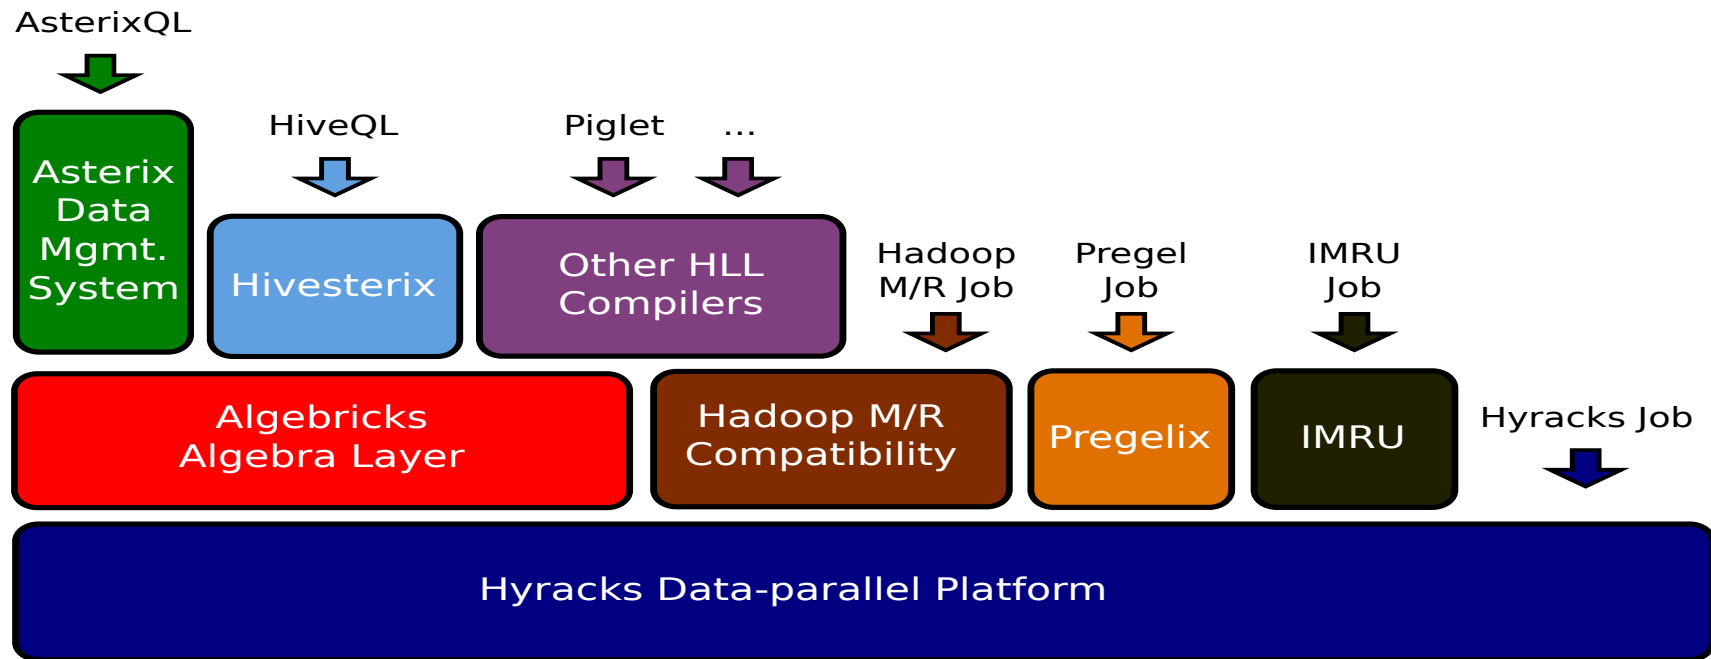 AsterixQL
Asterix
Data
Mgmt.
System
HiveQL
Hivesterix
Piglet
...
Other HLL
Compilers
Hadoop
M/R Job
Pregel
Job
IMRU
Job
Algebricks
Algebra Layer
Hadoop M/R
Compatibility
Pregelix
IMRU
Hyracks Job
Hyracks Data-parallel Platform